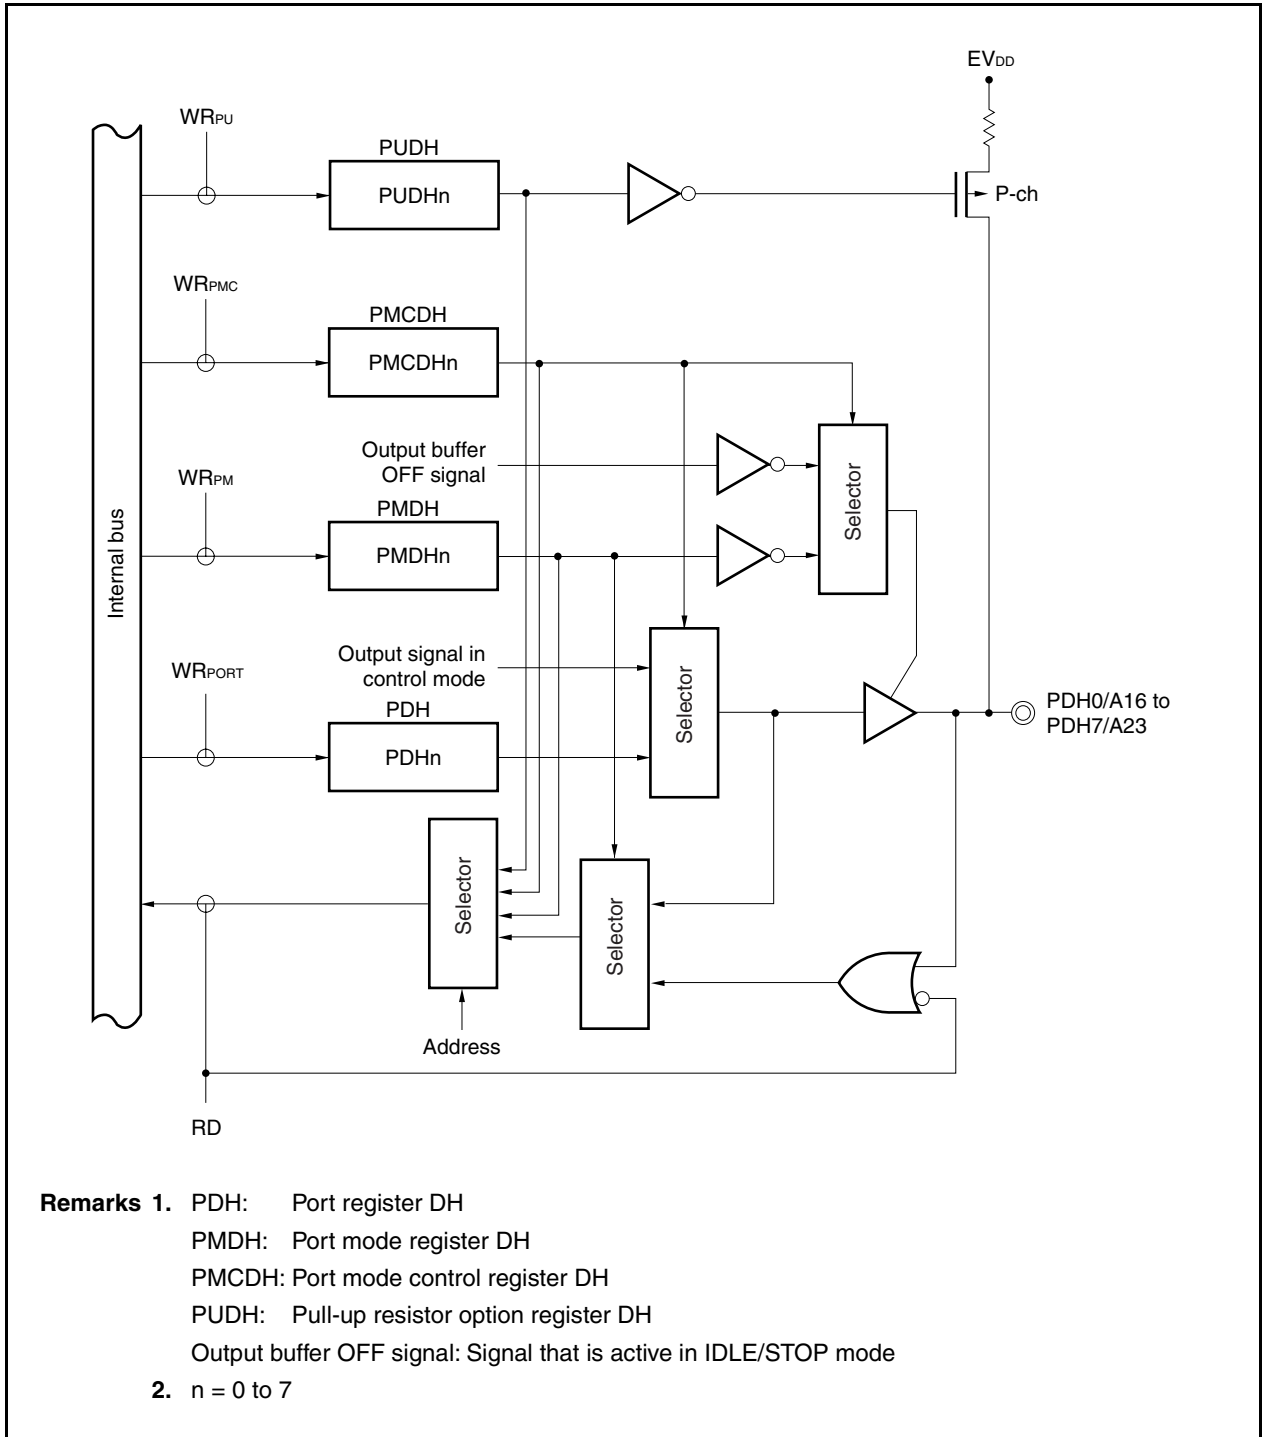 EVDD
WRPU
PUDH
PUDHn
P-ch
WRPMC
PMCDH
PMCDHn
Output buffer
OFF signal
Selector
WRPM
PMDH
PMDHn
Internal bus
Output signal in
control mode
Selector
WRPORT
PDH
PDHn
PDH0/A16 to
PDH7/A23
Selector
Selector
Address
RD
Remarks 1. PDH: Port register DH
PMDH: Port mode register DH
PMCDH: Port mode control register DH
PUDH: Pull-up resistor option register DH
Output buffer OFF signal: Signal that is active in IDLE/STOP mode
2. n = 0 to 7